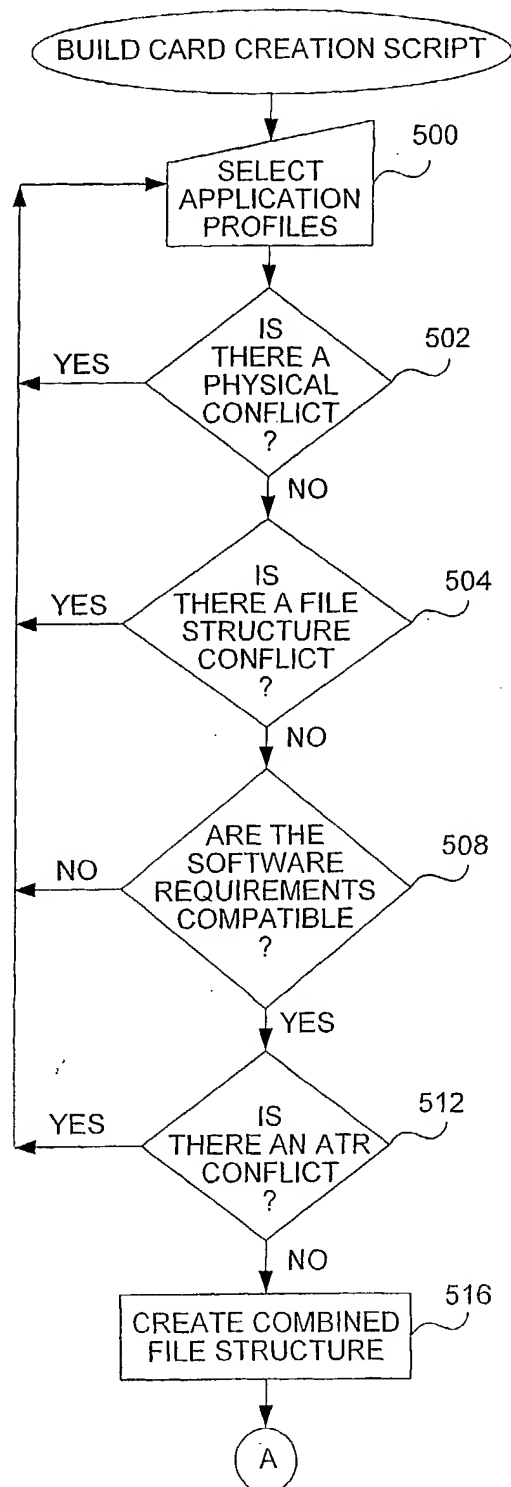 BUILD CARD CREATION SCRIPT
500
SELECT
APPLICATION
PROFILES
IS
THERE A
PHYSICAL
CONFLICT
?
502
YES
NO
IS
THERE A FILE
STRUCTURE
CONFLICT
?
504
YES
NO
ARE THE
SOFTWARE
REQUIREMENTS
COMPATIBLE
?
508
NO
YES
IS
THERE AN ATR
CONFLICT
?
512
YES
NO
516
CREATE COMBINED
FILE STRUCTURE
A